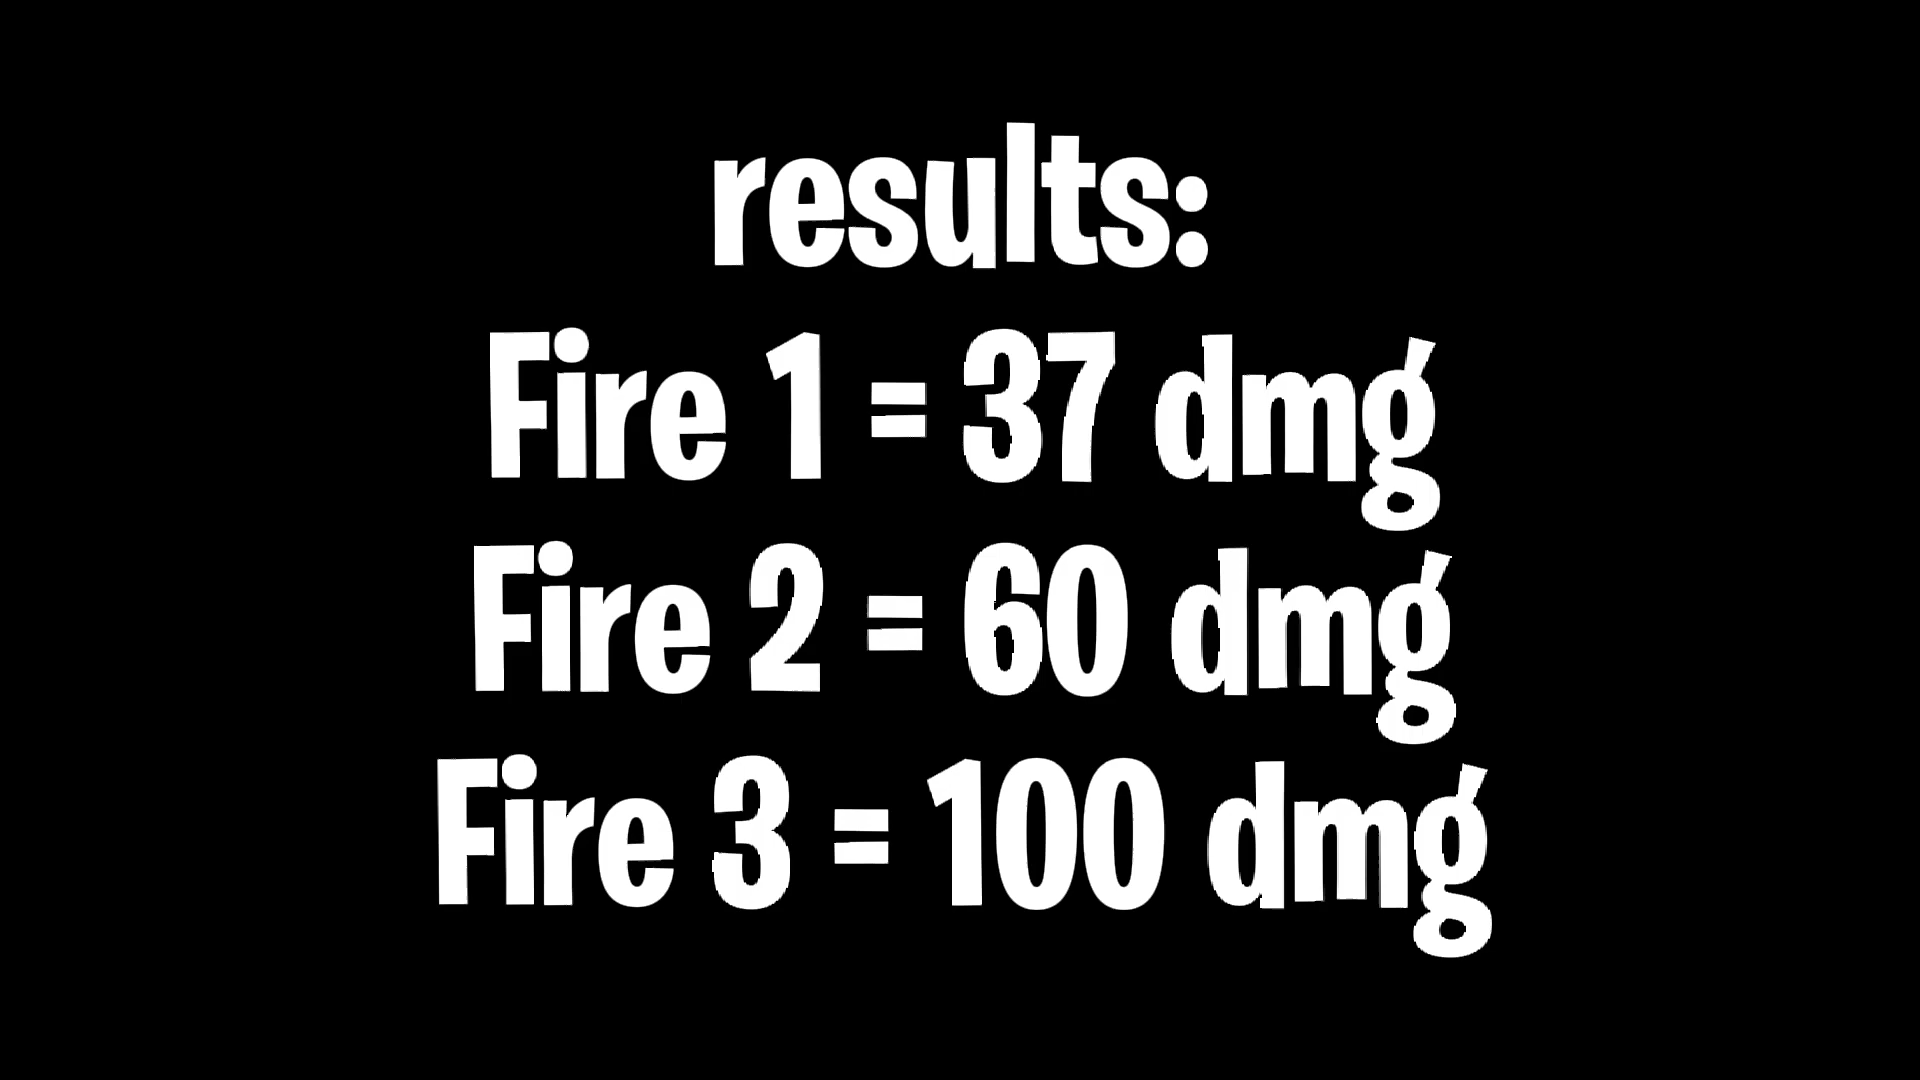 results:
Fire 1 = 37 dmg
Fire 2 = 60 dmg
Fire 3 = 100 dmg